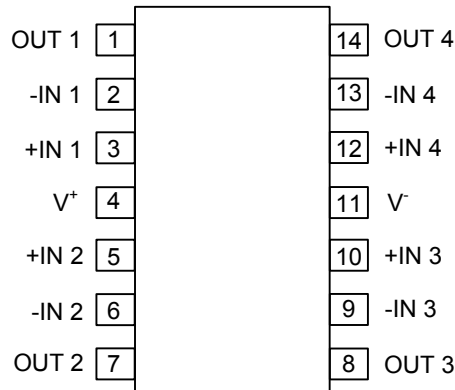 OUT 1 1 14 OUT 4
-IN 1 2 13 -IN 4
+IN 1 3 12 +IN 4
V⁺ 4 11 V⁻
+IN 2 5 10 +IN 3
-IN 2 6 9 -IN 3
OUT 2 7 8 OUT 3